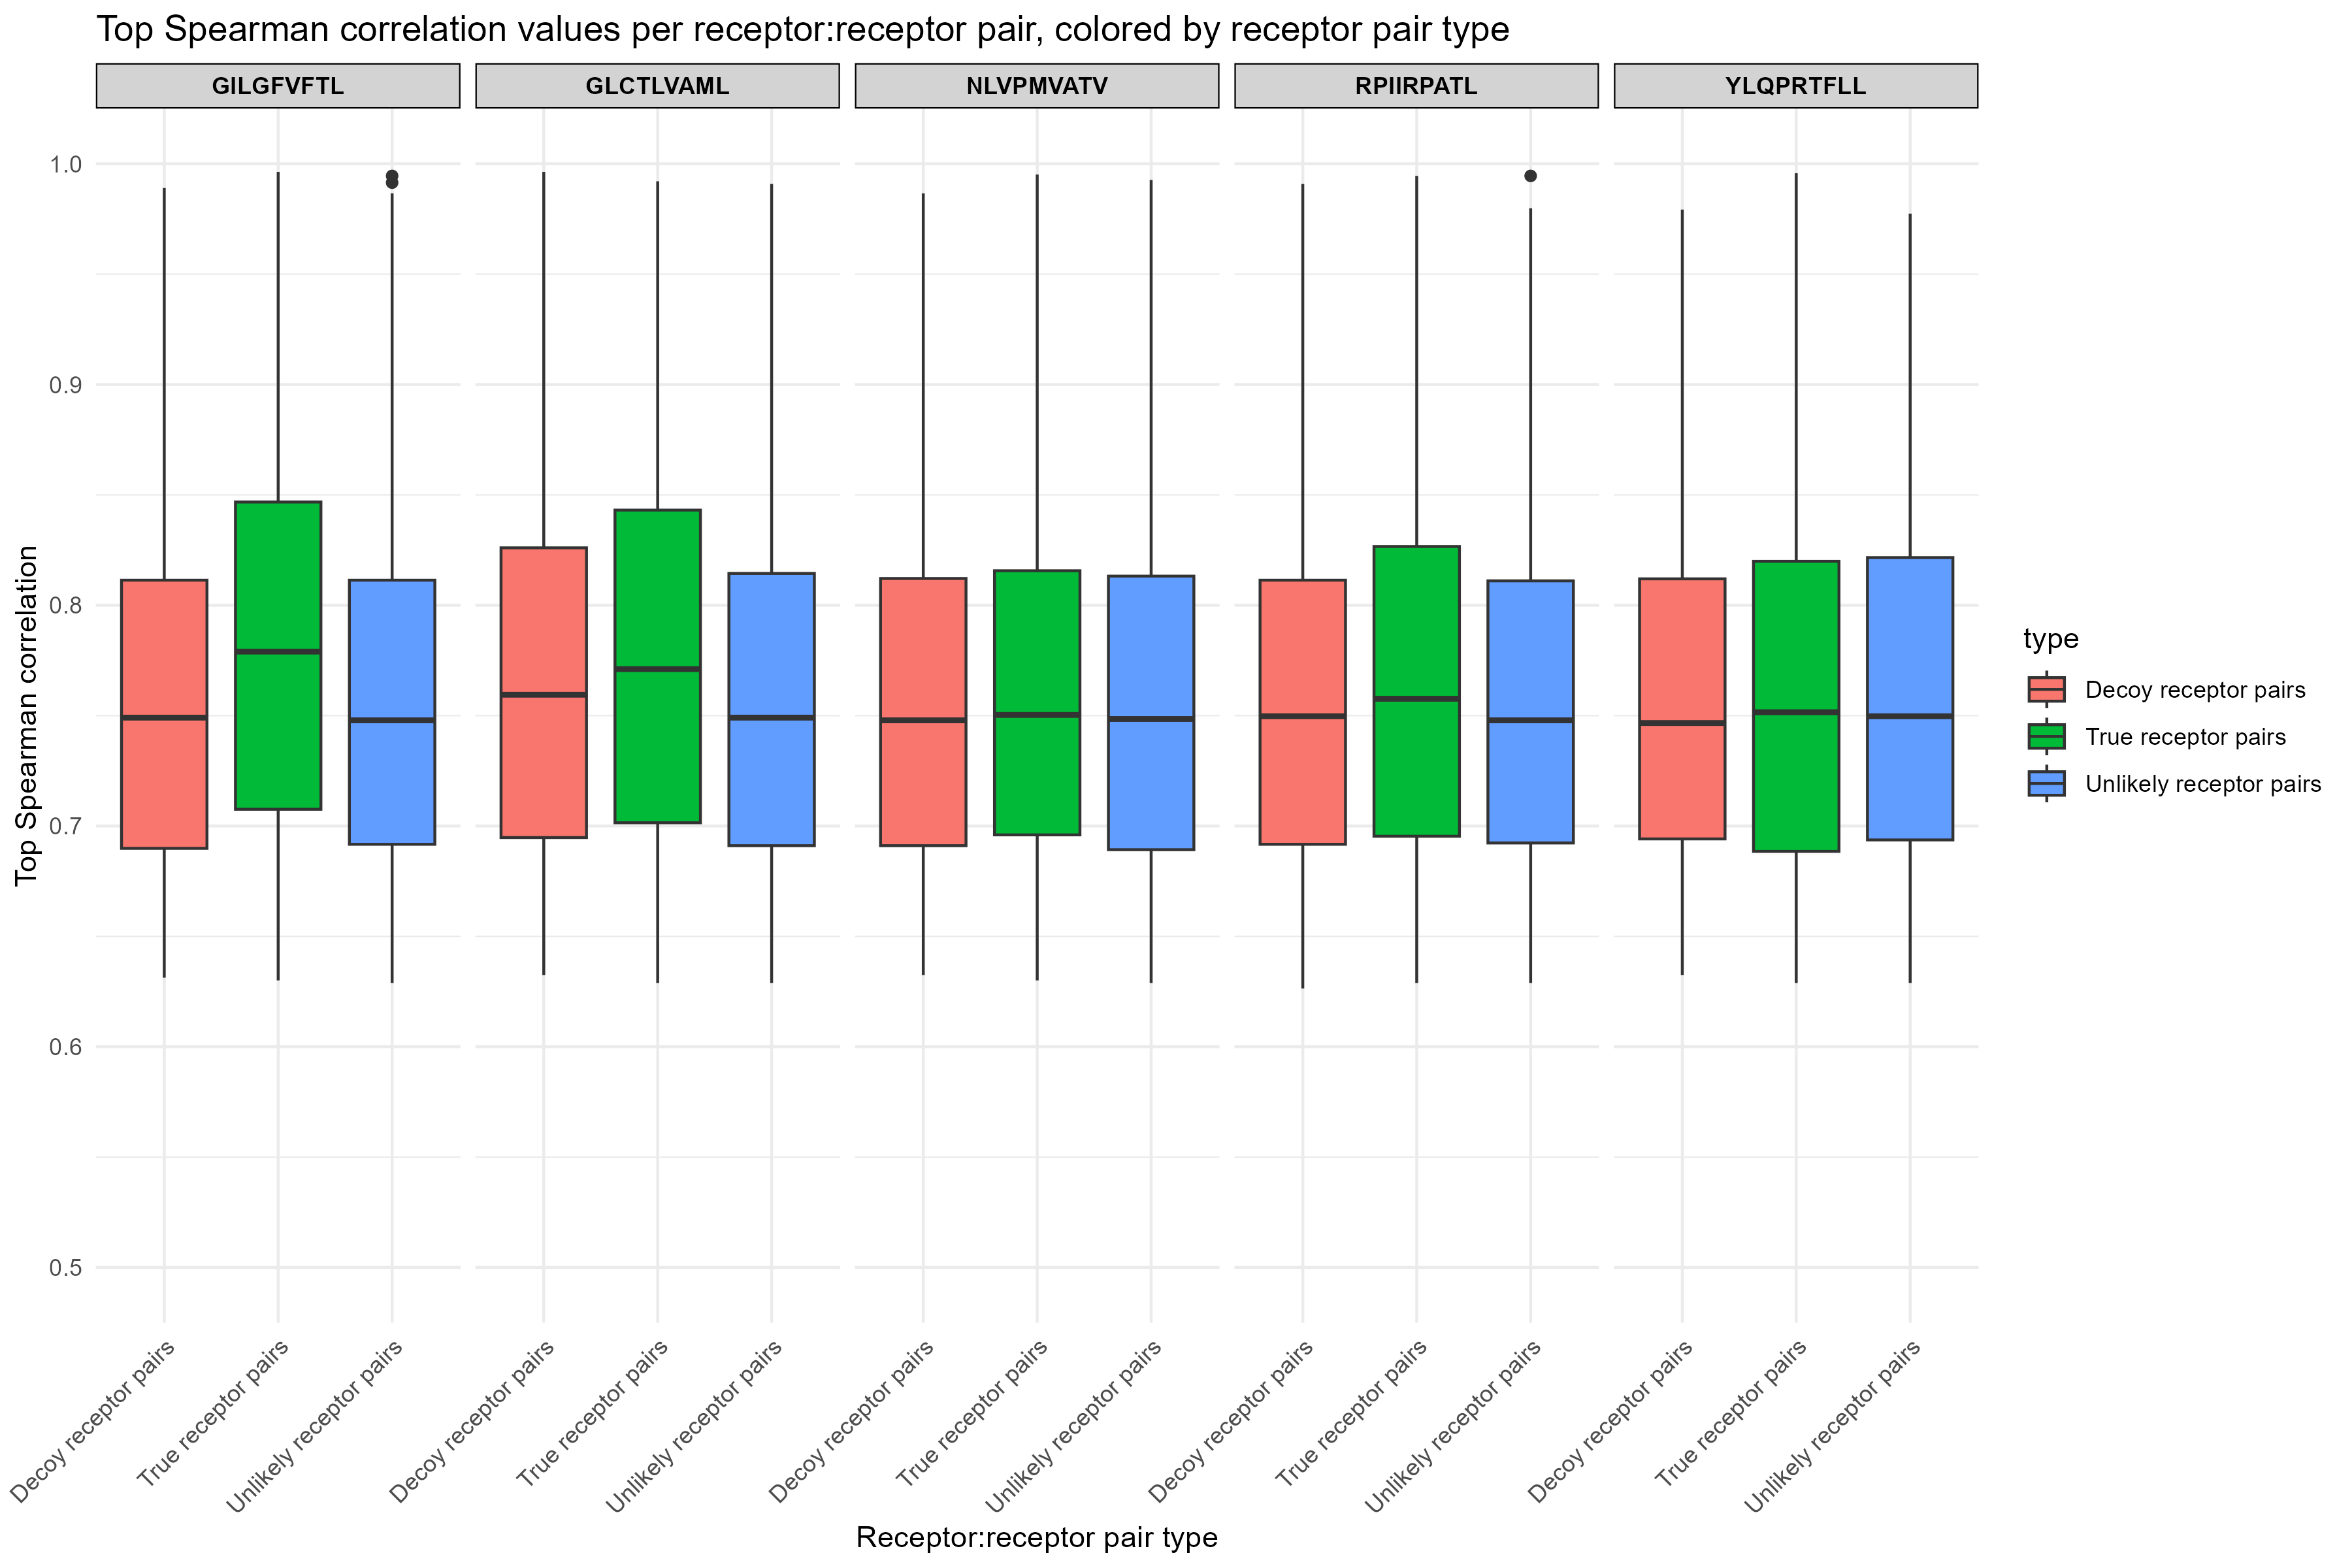 Top Spearman correlation values per receptor:receptor pair, colored by receptor pair type
GILGFVFTL
GLCTLVAML
NLVPMVATV
RPIIRPATL
YLQPRTFLL
Top Spearman correlation
1.0
0.9
0.8
0.7
0.6
0.5
Decoy receptor pairs
True receptor pairs
Unlikely receptor pairs
Decoy receptor pairs
True receptor pairs
Unlikely receptor pairs
Decoy receptor pairs
True receptor pairs
Unlikely receptor pairs
Decoy receptor pairs
True receptor pairs
Unlikely receptor pairs
Decoy receptor pairs
True receptor pairs
Unlikely receptor pairs
Receptor:receptor pair type
type
Decoy receptor pairs
True receptor pairs
Unlikely receptor pairs